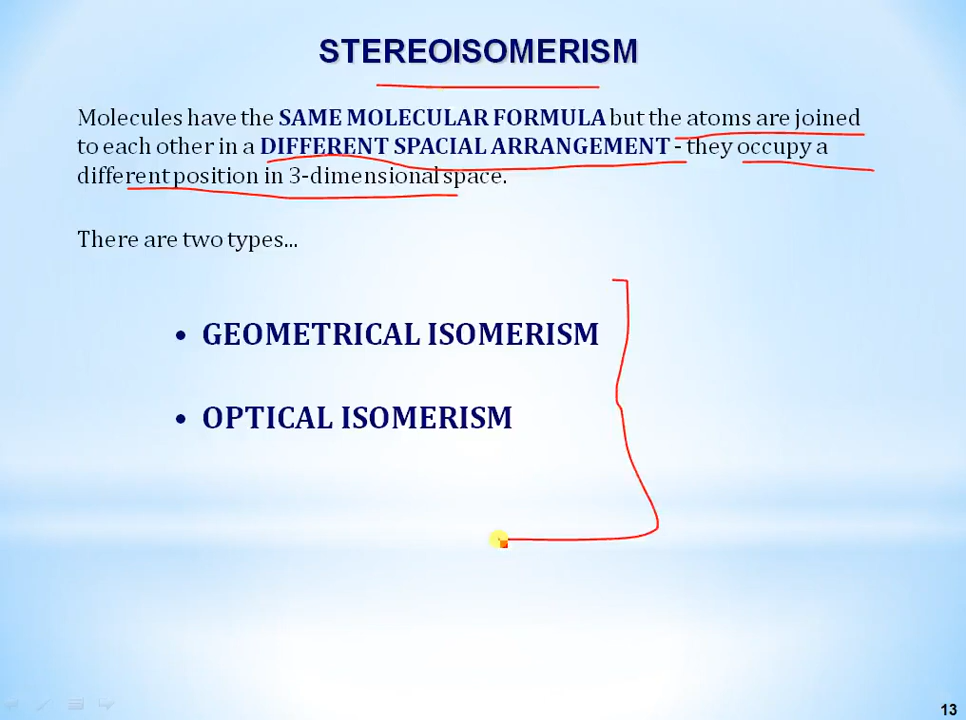 STEREOISOMERISM
Molecules have the SAME MOLECULAR FORMULA but the atoms are joined
to each other in a DIFFERENT SPACIAL ARRANGEMENT - they occupy a
different position in 3-dimensional space.
There are two types...
• GEOMETRICAL ISOMERISM
• OPTICAL ISOMERISM
13